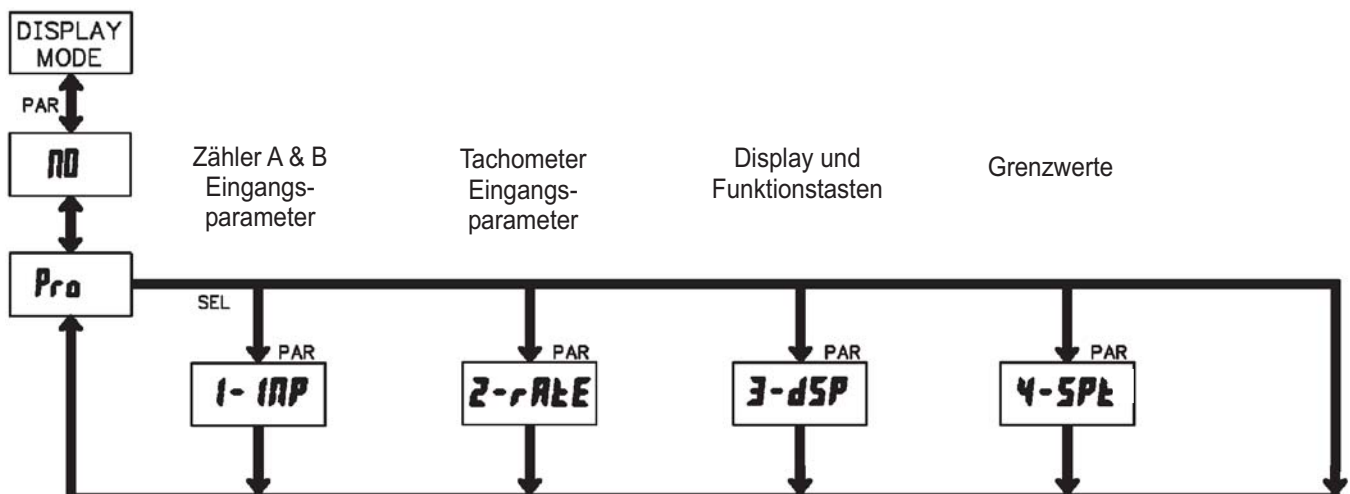 DISPLAY
MODE
PAR
NO
Zähler A & B
Eingangs-
parameter
Tachometer
Eingangs-
parameter
Display und
Funktionstasten
Grenzwerte
Pro
SEL
PAR
PAR
PAR
PAR
1-INP
2-rAtE
3-dSP
4-SPt